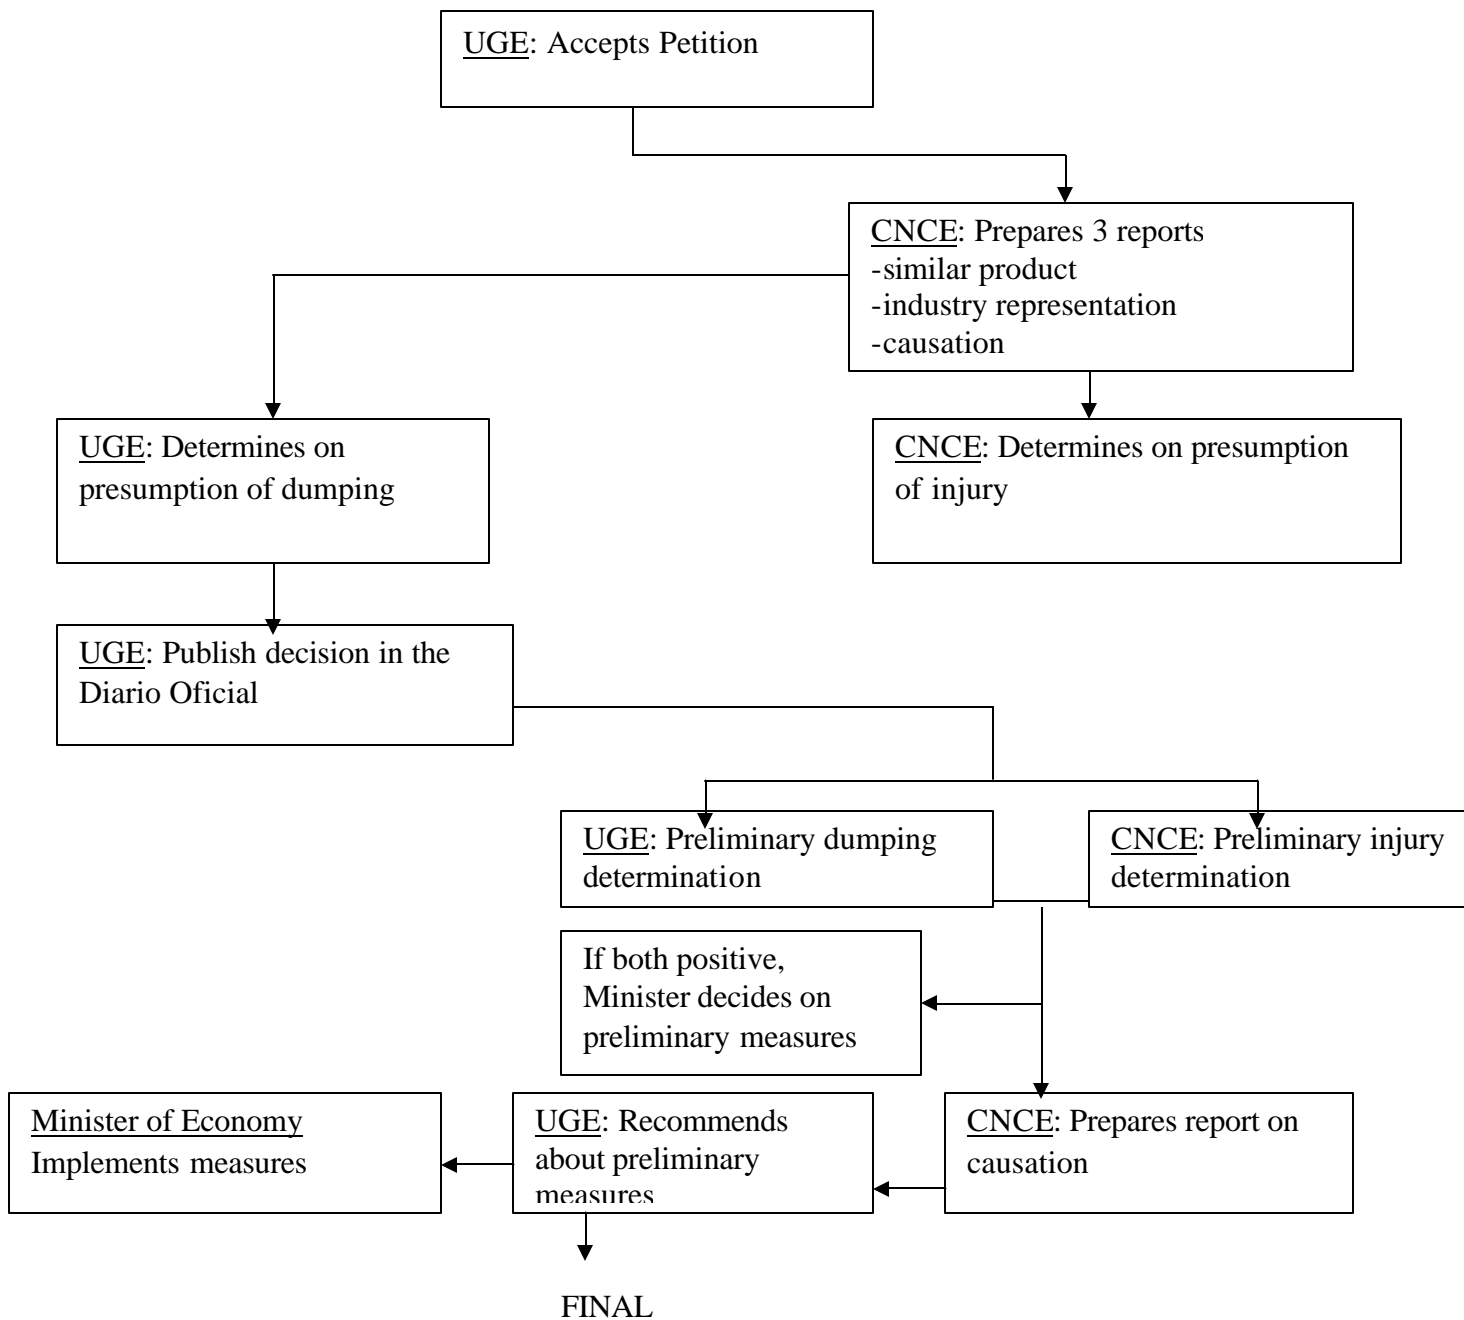 UGE: Accepts Petition
CNCE: Prepares 3 reports
-similar product
-industry representation
-causation
UGE: Determines on
presumption of dumping
CNCE: Determines on presumption
of injury
UGE: Publish decision in the
Diario Oficial
UGE: Preliminary dumping
determination
CNCE: Preliminary injury
determination
If both positive,
Minister decides on
preliminary measures
Minister of Economy
Implements measures
UGE: Recommends
about preliminary
measures
CNCE: Prepares report on
causation
FINAL